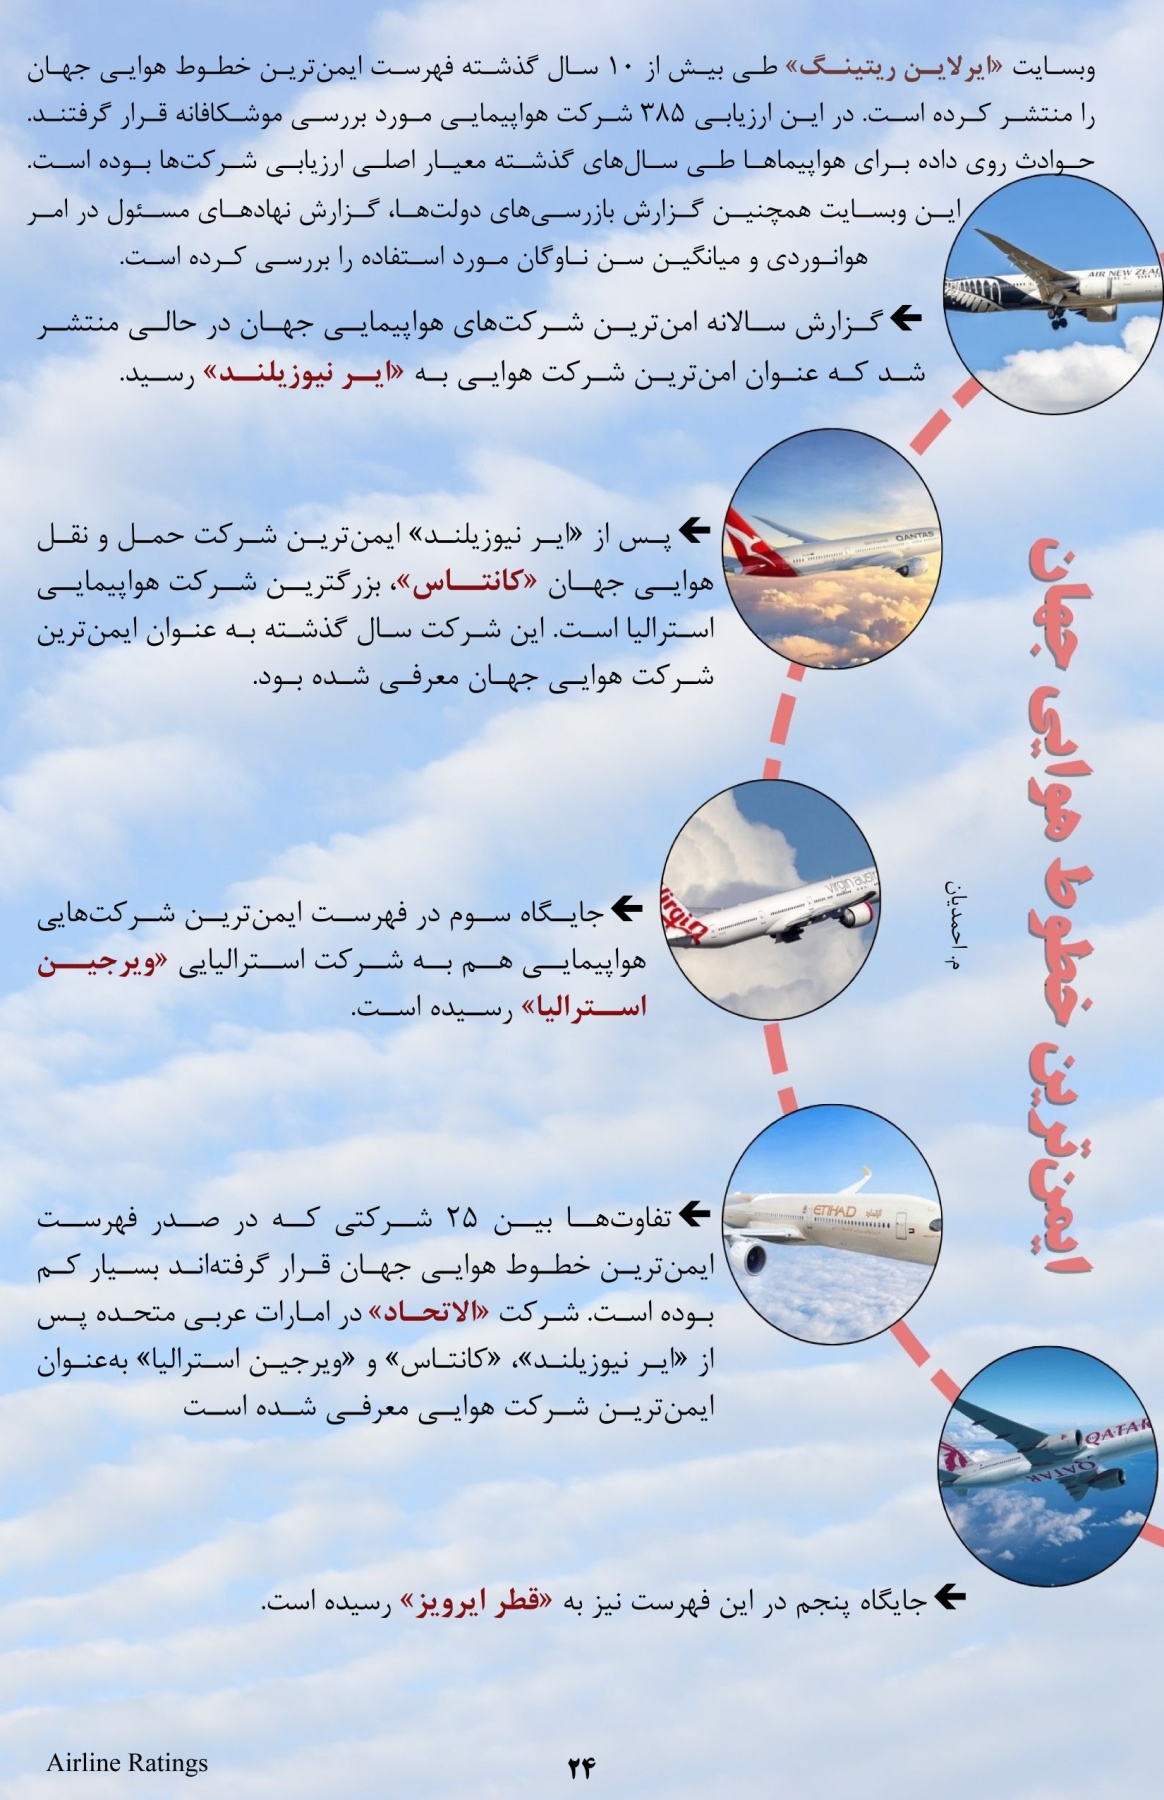 ایمن‌ترین خطوط هوایی جهان
م. احمدیان
وبسایت «ایرلاین ریتینگ» طی بیش از ۱۰ سال گذشته فهرست ایمن‌ترین خطوط هوایی جهان
را منتشر کرده است. در این ارزیابی ۳۸۵ شرکت هواپیمایی مورد بررسی موشکافانه قرار گرفتند.
حوادث روی داده برای هواپیماها طی سال‌های گذشته معیار اصلی ارزیابی شرکت‌ها بوده است.
این وبسایت همچنین گزارش بازرسی‌های دولت‌ها، گزارش نهادهای مسئول در امر
هوانوردی و میانگین سن ناوگان مورد استفاده را بررسی کرده است.
AIR NEW ZEAL
← گزارش سالانه امن‌ترین شرکت‌های هواپیمایی جهان در حالی منتشر
شد که عنوان امن‌ترین شرکت هوایی به «ایر نیوزیلند» رسید.
QANTAS
← پس از «ایر نیوزیلند» ایمن‌ترین شرکت حمل و نقل
هوایی جهان «کانتاس»، بزرگترین شرکت هواپیمایی
استرالیا است. این شرکت سال گذشته به عنوان ایمن‌ترین
شرکت هوایی جهان معرفی شده بود.
virgin aus
virgin
← جایگاه سوم در فهرست ایمن‌ترین شرکت‌هایی
هواپیمایی هم به شرکت استرالیایی «ویرجین
استرالیا» رسیده است.
ETIHAD الإتحاد
← تفاوت‌ها بین ۲۵ شرکتی که در صدر فهرست
ایمن‌ترین خطوط هوایی جهان قرار گرفته‌اند بسیار کم
بوده است. شرکت «الاتحاد» در امارات عربی متحده پس
از «ایر نیوزیلند»، «کانتاس» و «ویرجین استرالیا» به‌عنوان
ایمن‌ترین شرکت هوایی معرفی شده است
QATAR
QATAR
← جایگاه پنجم در این فهرست نیز به «قطر ایرویز» رسیده است.
Airline Ratings
۲۴